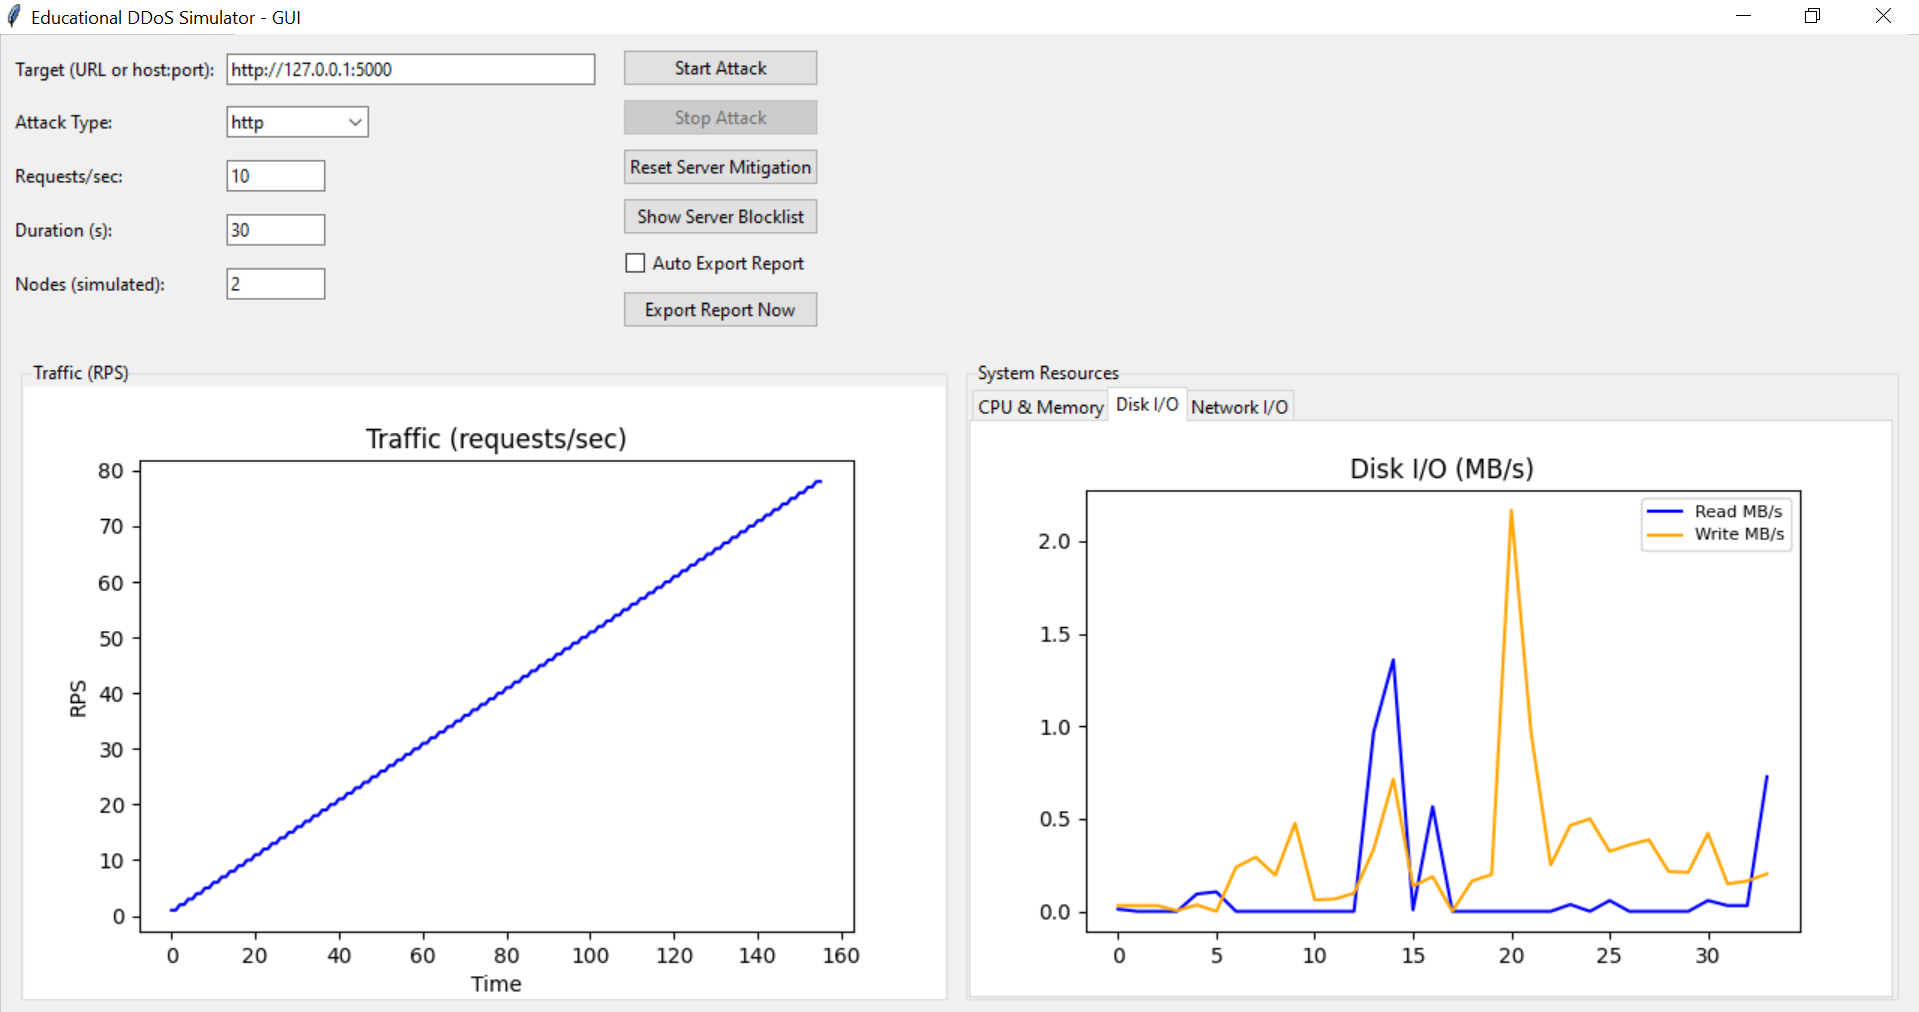 Educational DDoS Simulator - GUI
Target (URL or host:port):
http://127.0.0.1:5000
Start Attack
Attack Type:
http
Stop Attack
Requests/sec:
10
Reset Server Mitigation
Duration (s):
30
Show Server Blocklist
Nodes (simulated):
2
Auto Export Report
Export Report Now
Traffic (RPS)
Traffic (requests/sec)
80
70
60
50
40
30
20
10
0
RPS
0 20 40 60 80 100 120 140 160
Time
System Resources
CPU & Memory Disk I/O Network I/O
Disk I/O (MB/s)
Read MB/s
Write MB/s
2.0
1.5
1.0
0.5
0.0
0 5 10 15 20 25 30